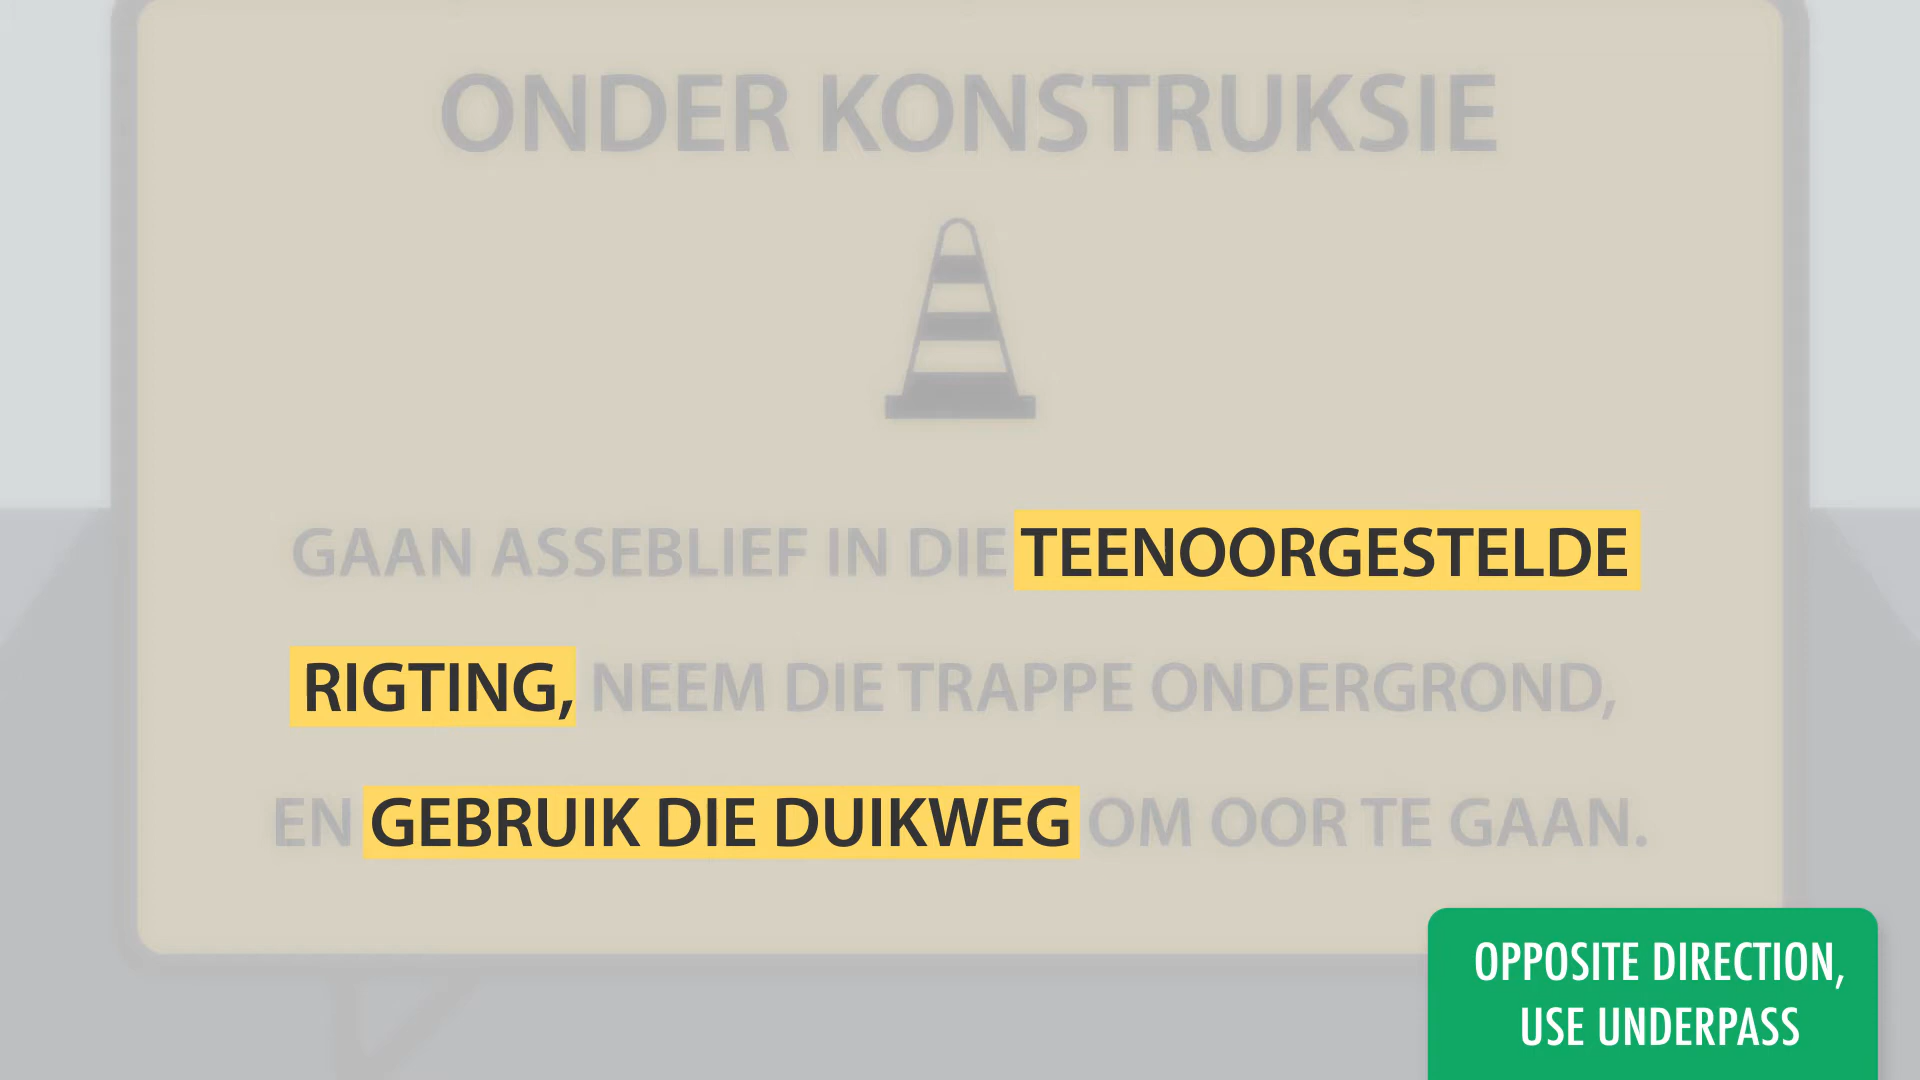 ONDER KONSTRUKSIE
GAAN ASSEBLIEF IN DIE TEENOORGESTELDE
RIGTING, NEEM DIE TRAPPE ONDERGROND,
EN GEBRUIK DIE DUIKWEG OM OOR TE GAAN.
OPPOSITE DIRECTION,
USE UNDERPASS